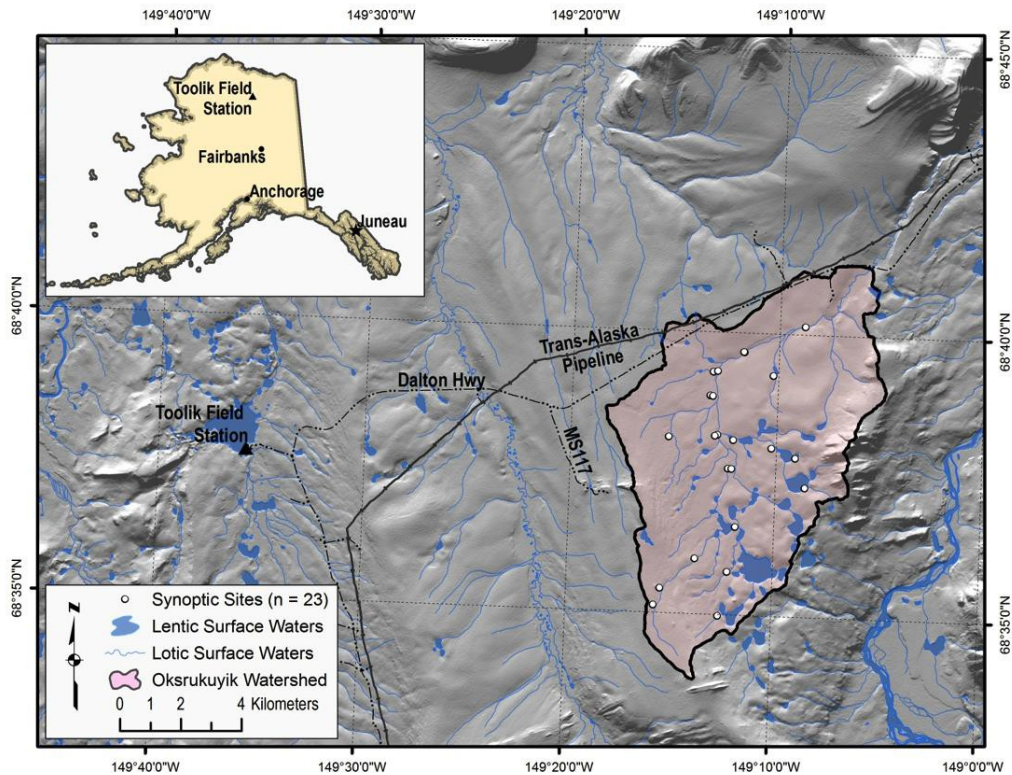 149°40'0"W 149°30'0"W 149°20'0"W 149°10'0"W
68°45'0"N
Toolik Field
Station
Fairbanks
Anchorage
Juneau
68°40'0"N
68°40'0"N
Trans-Alaska
Pipeline
Dalton Hwy
Toolik Field
Station
MS117
68°35'0"N
68°35'0"N
N
Synoptic Sites (n = 23)
Lentic Surface Waters
Lotic Surface Waters
Oksrukuyik Watershed
0 1 2 4 Kilometers
149°40'0"W 149°30'0"W 149°20'0"W 149°10'0"W 149°0'0"W